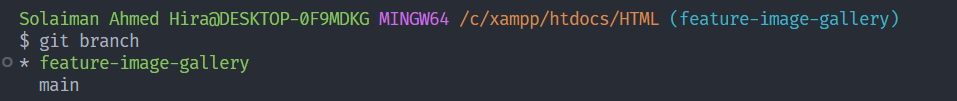 Solaiman Ahmed Hira@DESKTOP-0F9MDKG MINGW64 /c/xampp/htdocs/HTML (feature-image-gallery)
$ git branch
* feature-image-gallery
main